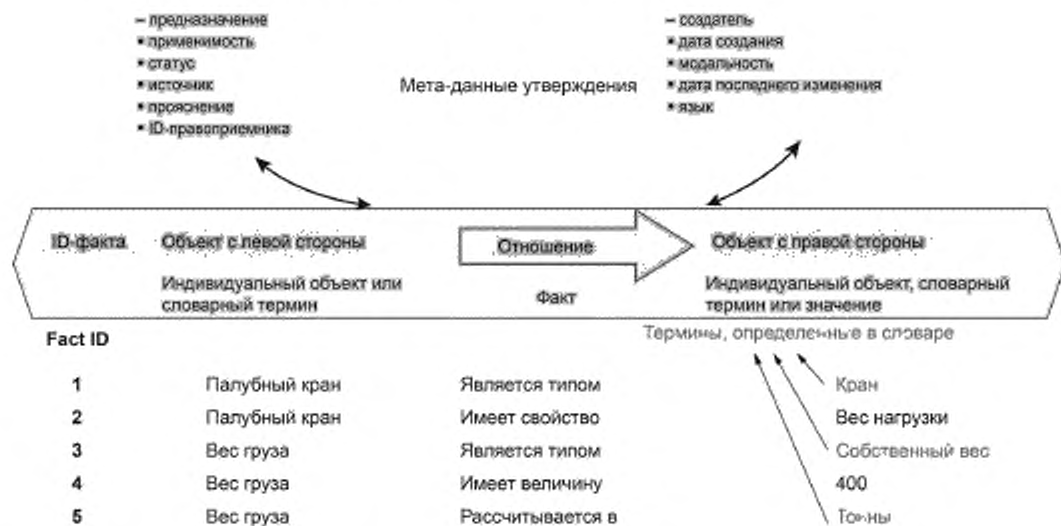 – предназначение
▪ применимость
▪ статус
▪ источник
▪ прояснение
▪ ID-правоприемника
Мета-данные утверждения
– создатель
▪ дата создания
▪ модальность
▪ дата последнего изменения
▪ язык
ID-факта Объект с левой стороны Отношение Объект с правой стороны
Индивидуальный объект или словарный термин
Факт
Индивидуальный объект, словарный термин или значение
Fact ID
Термины, определенные в словаре
1 Палубный кран Является типом Кран
2 Палубный кран Имеет свойство Вес нагрузки
3 Вес груза Является типом Собственный вес
4 Вес груза Имеет величину 400
5 Вес груза Рассчитывается в Тонны